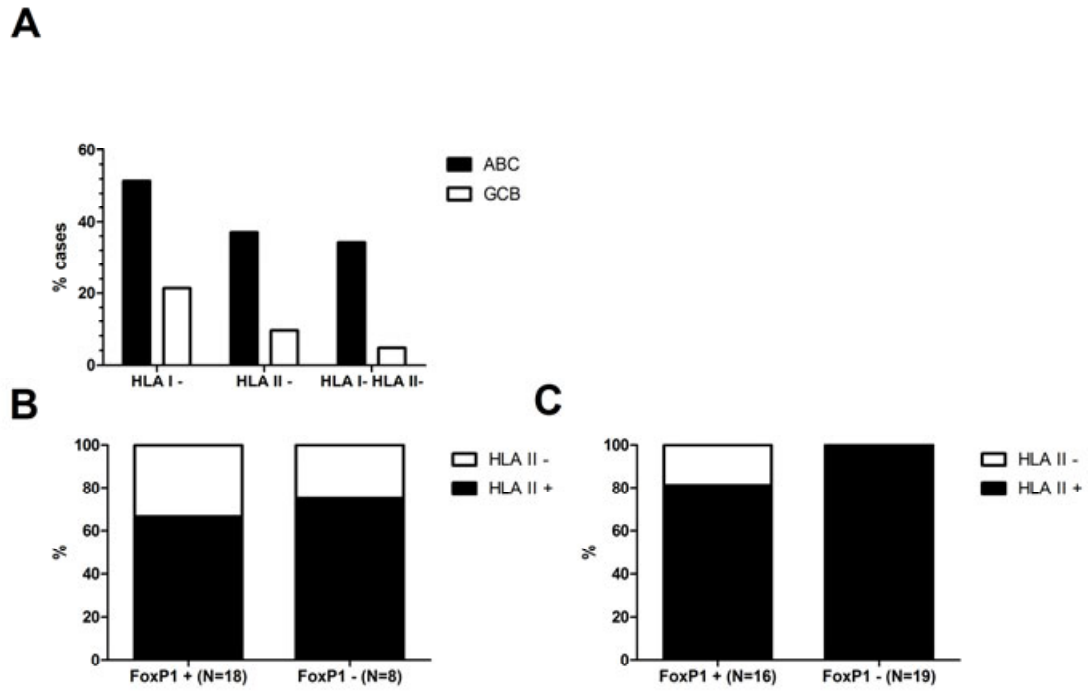 A
60
40
20
0
% cases
HLA I -
HLA II -
HLA I- HLA II-
ABC
GCB
B
100
80
60
40
20
0
%
FoxP1 + (N=18)
FoxP1 - (N=8)
HLA II -
HLA II +
C
100
80
60
40
20
0
%
FoxP1 + (N=16)
FoxP1 - (N=19)
HLA II -
HLA II +